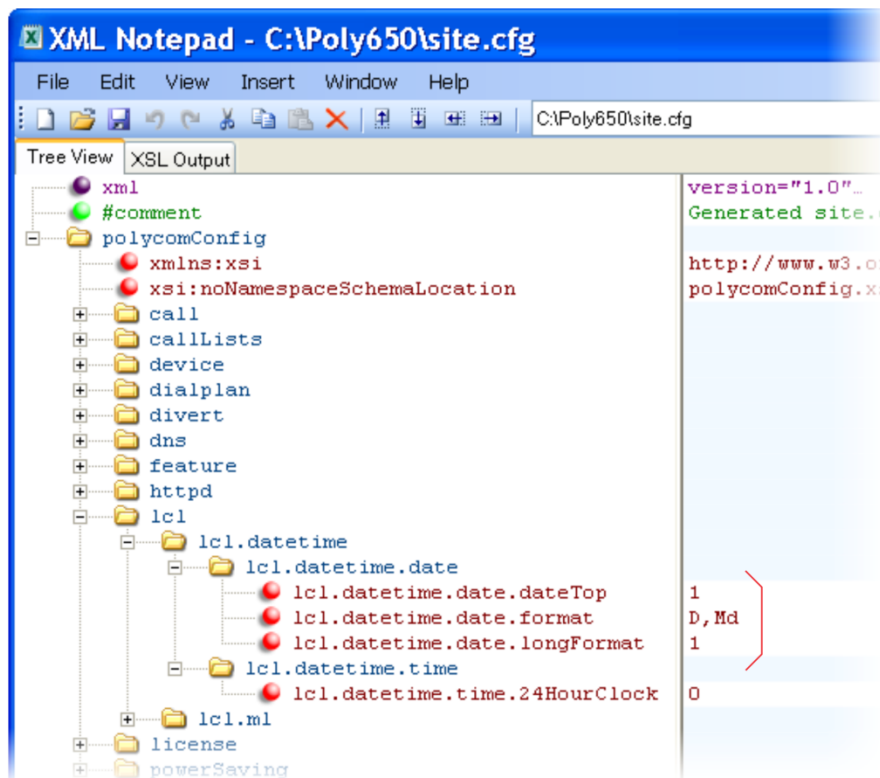 XML Notepad - C:\Poly650\site.cfg
File Edit View Insert Window Help
C:\Poly650\site.cfg
Tree View XSL Output
xml version="1.0"…
#comment Generated site.
polycomConfig
xmlns:xsi http://www.w3.o
xsi:noNamespaceSchemaLocation polycomConfig.x
call
callLists
device
dialplan
divert
dns
feature
httpd
lcl
lcl.datetime
lcl.datetime.date
lcl.datetime.date.dateTop 1
lcl.datetime.date.format D,Md
lcl.datetime.date.longFormat 1
lcl.datetime.time
lcl.datetime.time.24HourClock 0
lcl.ml
license
powerSaving